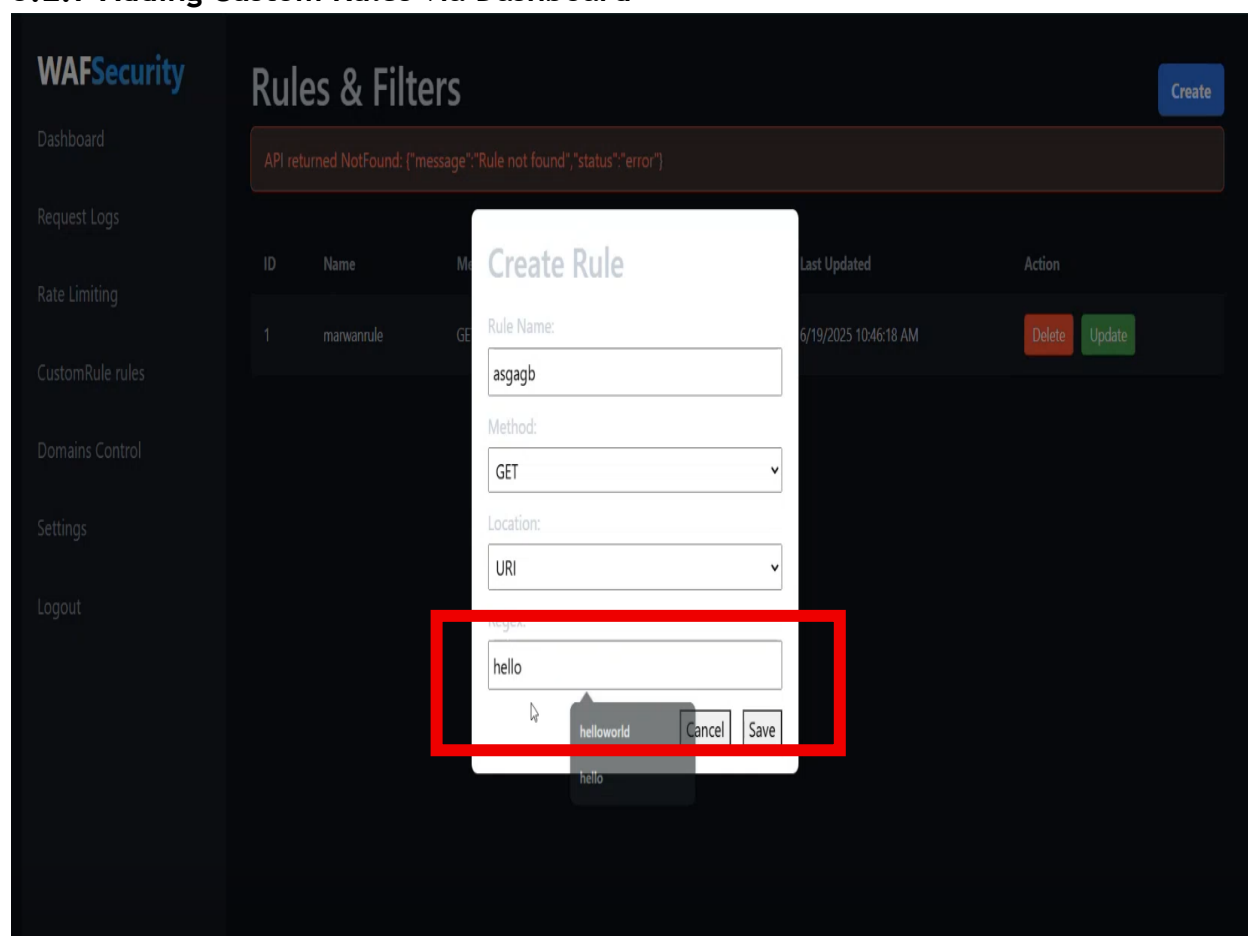 WAFSecurity
Rules & Filters
Create
Dashboard
API returned NotFound: {"message":"Rule not found","status":"error"}
Request Logs
Create Rule
ID Name Last Updated Action
Rate Limiting
Rule Name:
1 marwanrule 6/19/2025 10:46:18 AM Delete Update
CustomRule rules
asgagb
Method:
Domains Control
GET
Location:
Settings
URI
Logout
hello
helloworld
Cancel Save
hello